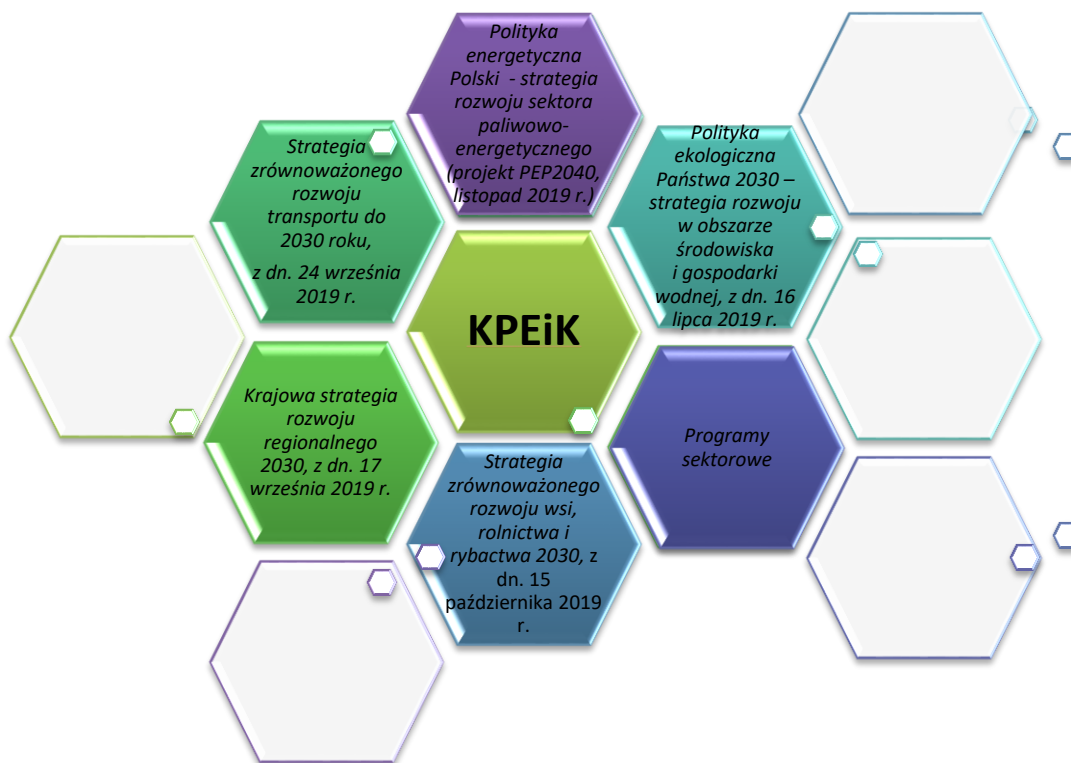 Polityka
energetyczna
Polski - strategia
rozwoju sektora
paliwowo-
energetycznego
(projekt PEP2040,
listopad 2019 r.)
Strategia
zrównoważonego
rozwoju
transportu do
2030 roku,
z dn. 24 września
2019 r.
Polityka
ekologiczna
Państwa 2030 –
strategia rozwoju
w obszarze
środowiska
i gospodarki
wodnej, z dn. 16
lipca 2019 r.
KPEiK
Krajowa strategia
rozwoju
regionalnego
2030, z dn. 17
września 2019 r.
Programy
sektorowe
Strategia
zrównoważonego
rozwoju wsi,
rolnictwa i
rybactwa 2030, z
dn. 15
października 2019
r.